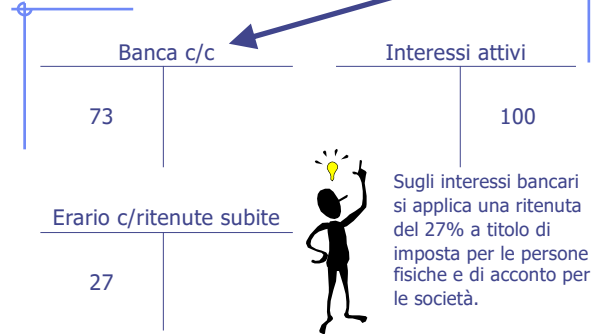 Banca c/c
Interessi attivi
73
100
Erario c/ritenute subite
27
Sugli interessi bancari
si applica una ritenuta
del 27% a titolo di
imposta per le persone
fisiche e di acconto per
le società.